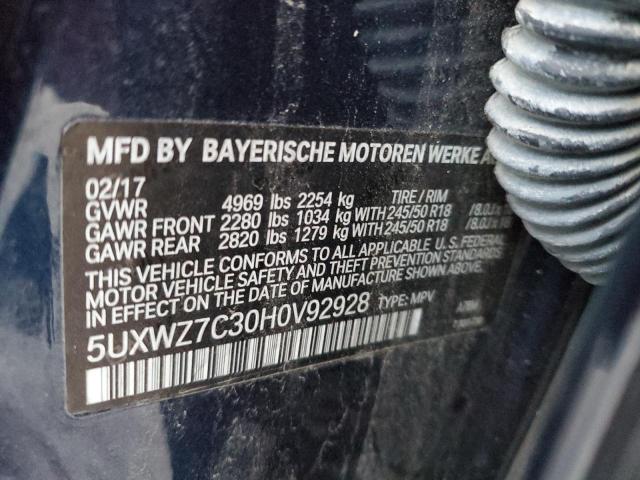 MFD BY BAYERISCHE MOTOREN WERKE A
02/17
GVWR 4969 lbs 2254 kg TIRE / RIM
GAWR FRONT 2280 lbs 1034 kg WITH 245/50 R18
GAWR REAR 2820 lbs 1279 kg WITH 245/50 R18
THIS VEHICLE CONFORMS TO ALL APPLICABLE U.S. FEDERAL
MOTOR VEHICLE SAFETY AND THEFT PREVENTION STANDARDS
IN EFFECT ON THE DATE OF MANUFACTURE SHOWN ABOVE.
5UXWZ7C30H0V92928 TYPE: MPV